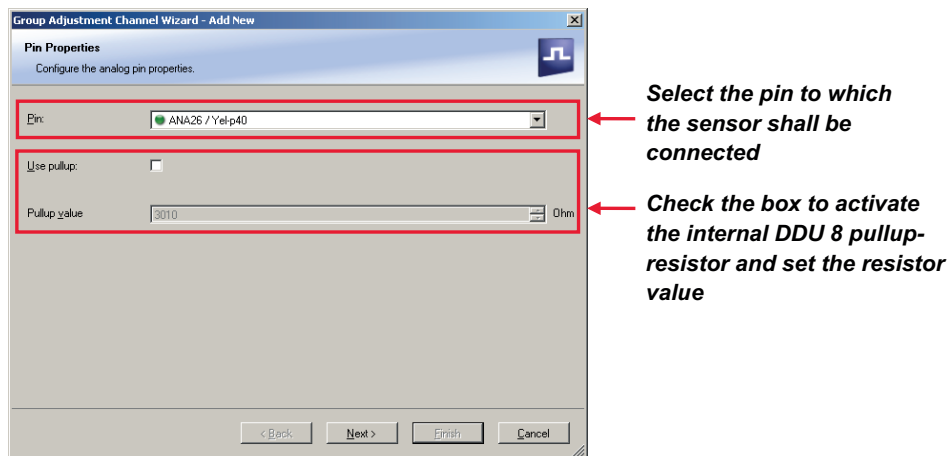 Group Adjustment Channel Wizard - Add New
Pin Properties
Configure the analog pin properties.
Pin:
ANA26 / Yel-p40
Select the pin to which
the sensor shall be
connected
Use pullup:
Pullup value
3010
Ohm
Check the box to activate
the internal DDU 8 pullup-
resistor and set the resistor
value
< Back
Next >
Finish
Cancel